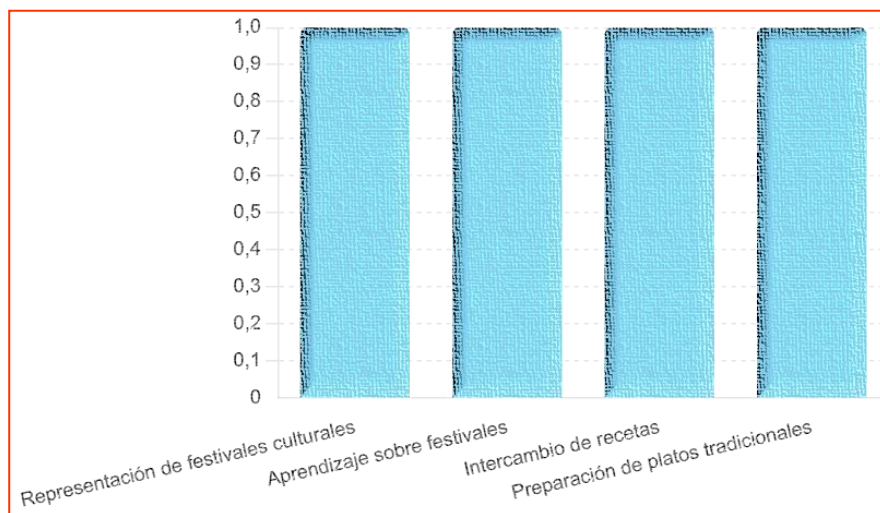 1,0
0,9
0,8
0,7
0,6
0,5
0,4
0,3
0,2
0,1
0
Representación de festivales culturales
Aprendizaje sobre festivales
Intercambio de recetas
Preparación de platos tradicionales